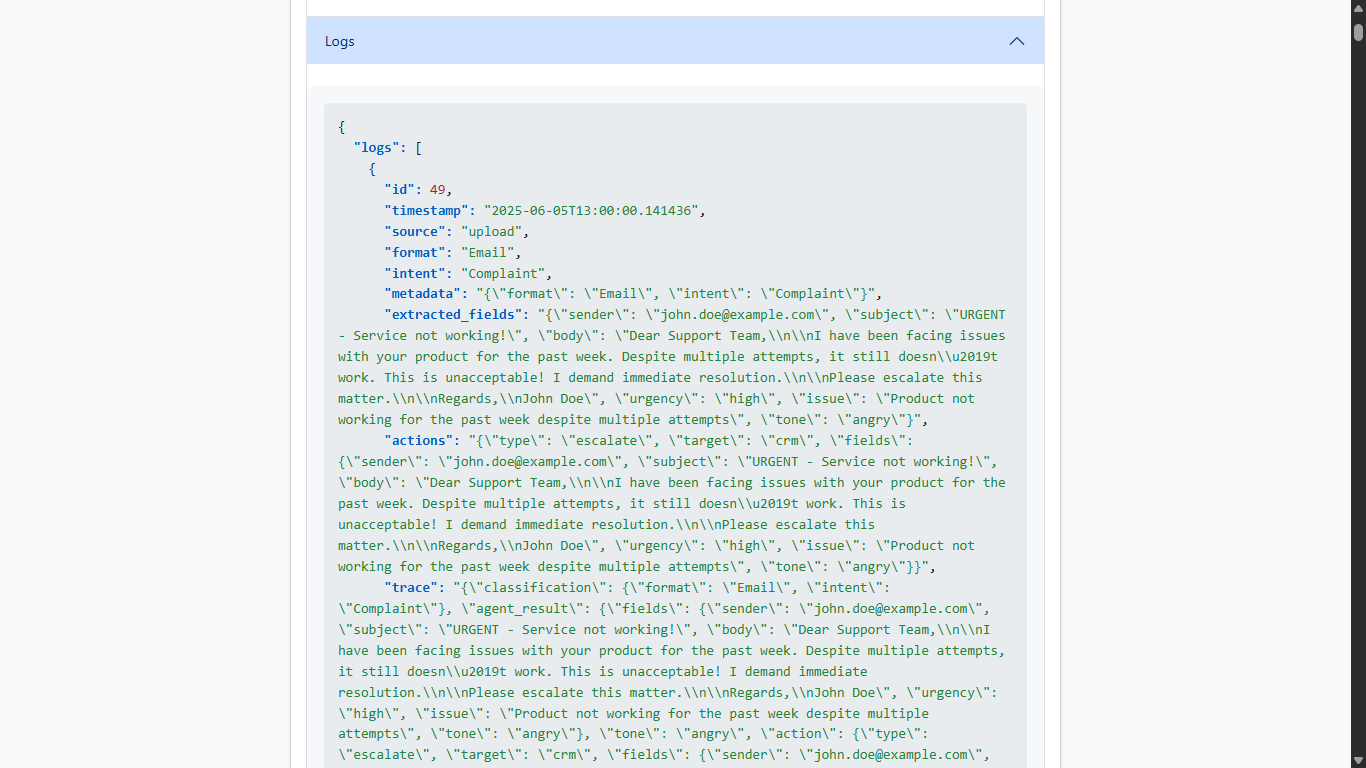 Logs
{
"logs": [
{
"id": 49,
"timestamp": "2025-06-05T13:00:00.141436",
"source": "upload",
"format": "Email",
"intent": "Complaint",
"metadata": "{\"format\": \"Email\", \"intent\": \"Complaint\"}",
"extracted_fields": "{\"sender\": \"john.doe@example.com\", \"subject\": \"URGENT
- Service not working!\", \"body\": \"Dear Support Team,\\n\\nI have been facing issues
with your product for the past week. Despite multiple attempts, it still doesn\\u2019t
work. This is unacceptable! I demand immediate resolution.\\n\\nPlease escalate this
matter.\\n\\nRegards,\\nJohn Doe\", \"urgency\": \"high\", \"issue\": \"Product not
working for the past week despite multiple attempts\", \"tone\": \"angry\"}",
"actions": "{\"type\": \"escalate\", \"target\": \"crm\", \"fields\":
{\"sender\": \"john.doe@example.com\", \"subject\": \"URGENT - Service not working!\",
\"body\": \"Dear Support Team,\\n\\nI have been facing issues with your product for the
past week. Despite multiple attempts, it still doesn\\u2019t work. This is
unacceptable! I demand immediate resolution.\\n\\nPlease escalate this
matter.\\n\\nRegards,\\nJohn Doe\", \"urgency\": \"high\", \"issue\": \"Product not
working for the past week despite multiple attempts\", \"tone\": \"angry\"}}",
"trace": "{\"classification\": {\"format\": \"Email\", \"intent\":
\"Complaint\"}, \"agent_result\": {\"fields\": {\"sender\": \"john.doe@example.com\",
\"subject\": \"URGENT - Service not working!\", \"body\": \"Dear Support Team,\\n\\nI
have been facing issues with your product for the past week. Despite multiple attempts,
it still doesn\\u2019t work. This is unacceptable! I demand immediate
resolution.\\n\\nPlease escalate this matter.\\n\\nRegards,\\nJohn Doe\", \"urgency\":
\"high\", \"issue\": \"Product not working for the past week despite multiple
attempts\", \"tone\": \"angry\"}, \"tone\": \"angry\", \"action\": {\"type\":
\"escalate\", \"target\": \"crm\", \"fields\": {\"sender\": \"john.doe@example.com\",